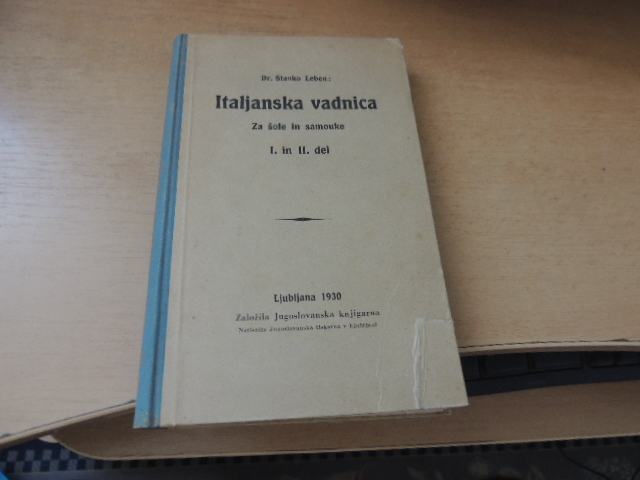 Dr. Stanko Leben:
Italjanska vadnica
Za šole in samouke
I. in II. del
Ljubljana 1930
Založila Jugoslovanska knjigarna
Natisnila Jugoslovanska tiskarna v Ljubljani